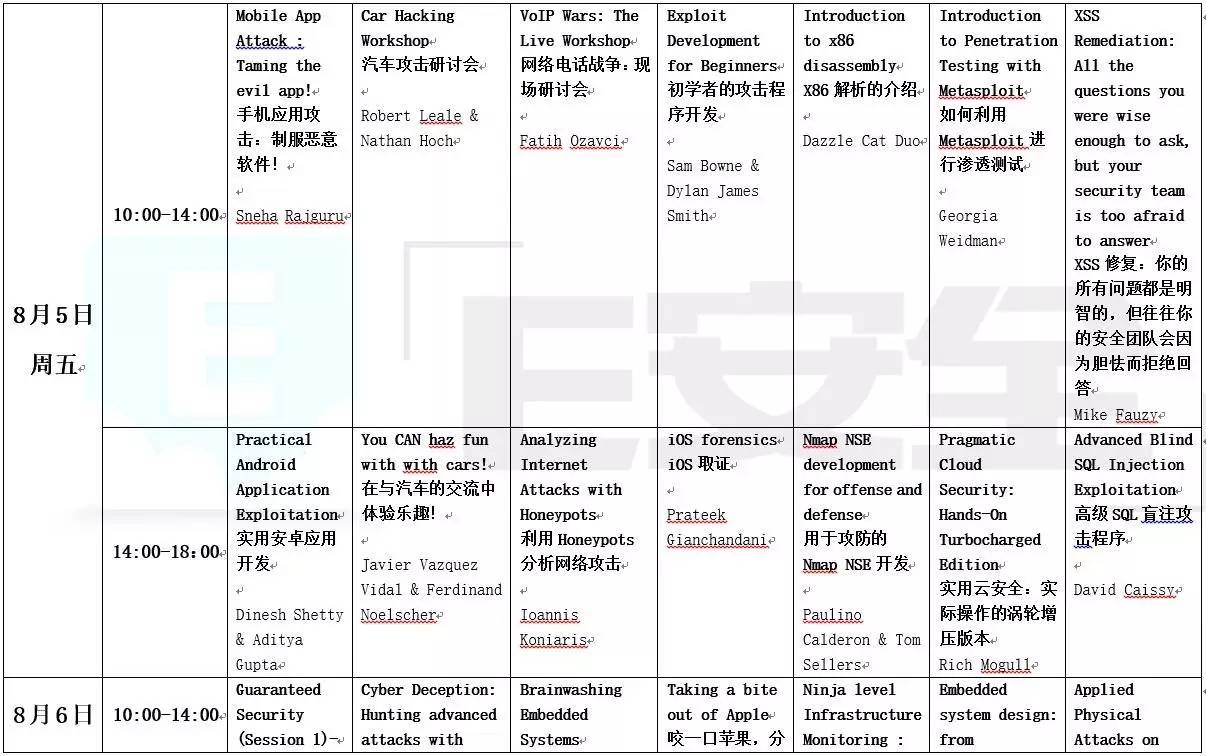 8月5日
周五
10:00-14:00
Mobile App
Attack :
Taming the
evil app!
手机应用攻
击：制服恶意
软件！
Sneha Rajguru
Car Hacking
Workshop
汽车攻击研讨会
Robert Leale &
Nathan Hoch
VoIP Wars: The
Live Workshop
网络电话战争：现
场研讨会
Fatih Ozavci
Exploit
Development
for Beginners
初学者的攻击程
序开发
Sam Bowne &
Dylan James
Smith
Introduction
to x86
disassembly
X86 解析的介绍
Dazzle Cat Duo
Introduction
to Penetration
Testing with
Metasploit
如何利用
Metasploit 进
行渗透测试
Georgia
Weidman
XSS
Remediation:
All the
questions you
were wise
enough to ask,
but your
security team
is too afraid
to answer
XSS 修复：你的
所有问题都是明
智的，但往往你
的安全团队会因
为胆怯而拒绝回
答
Mike Fauzy
14:00-18:00
Practical
Android
Application
Exploitation
实用安卓应用
开发
Dinesh Shetty
& Aditya
Gupta
You CAN haz fun
with with cars!
在与汽车的交流中
体验乐趣！
Javier Vazquez
Vidal & Ferdinand
Noelscher
Analyzing
Internet
Attacks with
Honeypots
利用 Honeypots
分析网络攻击
Ioannis
Koniaris
iOS forensics
iOS 取证
Prateek
Gianchandani
Nmap NSE
development
for offense and
defense
用于攻防的
Nmap NSE 开发
Paulino
Calderon & Tom
Sellers
Pragmatic
Cloud
Security:
Hands-On
Turbocharged
Edition
实用云安全：实
际操作的涡轮增
压版本
Rich Mogull
Advanced Blind
SQL Injection
Exploitation
高级 SQL 盲注攻
击程序
David Caissy
8月6日
10:00-14:00
Guaranteed
Security
(Session 1)-
Cyber Deception:
Hunting advanced
attacks with
Brainwashing
Embedded
Systems
Taking a bite
out of Apple
咬一口苹果，分
Ninja level
Infrastructure
Monitoring :
Embedded
system design:
from
Applied
Physical
Attacks on
E安全